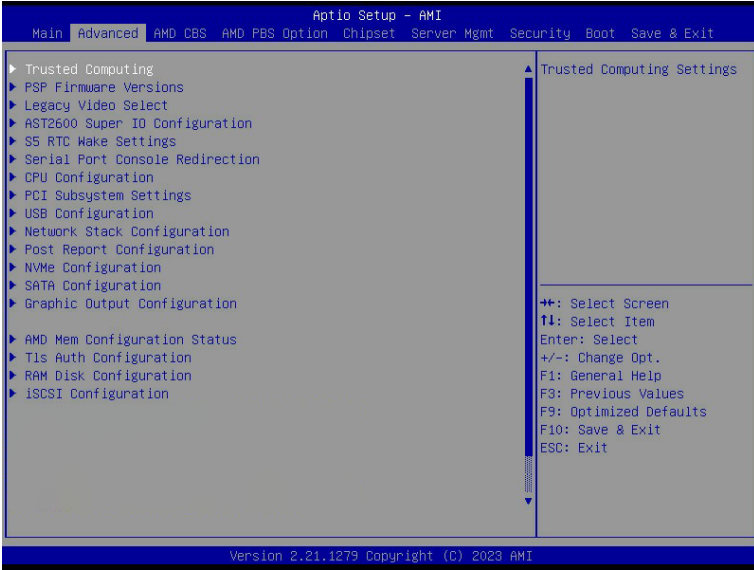 Aptio Setup – AMI
Main Advanced AMD CBS AMD PBS Option Chipset Server Mgmt Security Boot Save & Exit
Trusted Computing
PSP Firmware Versions
Legacy Video Select
AST2600 Super IO Configuration
S5 RTC Wake Settings
Serial Port Console Redirection
CPU Configuration
PCI Subsystem Settings
USB Configuration
Network Stack Configuration
Post Report Configuration
NVMe Configuration
SATA Configuration
Graphic Output Configuration
AMD Mem Configuration Status
Tls Auth Configuration
RAM Disk Configuration
iSCSI Configuration
Trusted Computing Settings
→←: Select Screen
↑↓: Select Item
Enter: Select
+/-: Change Opt.
F1: General Help
F3: Previous Values
F9: Optimized Defaults
F10: Save & Exit
ESC: Exit
Version 2.21.1279 Copyright (C) 2023 AMI